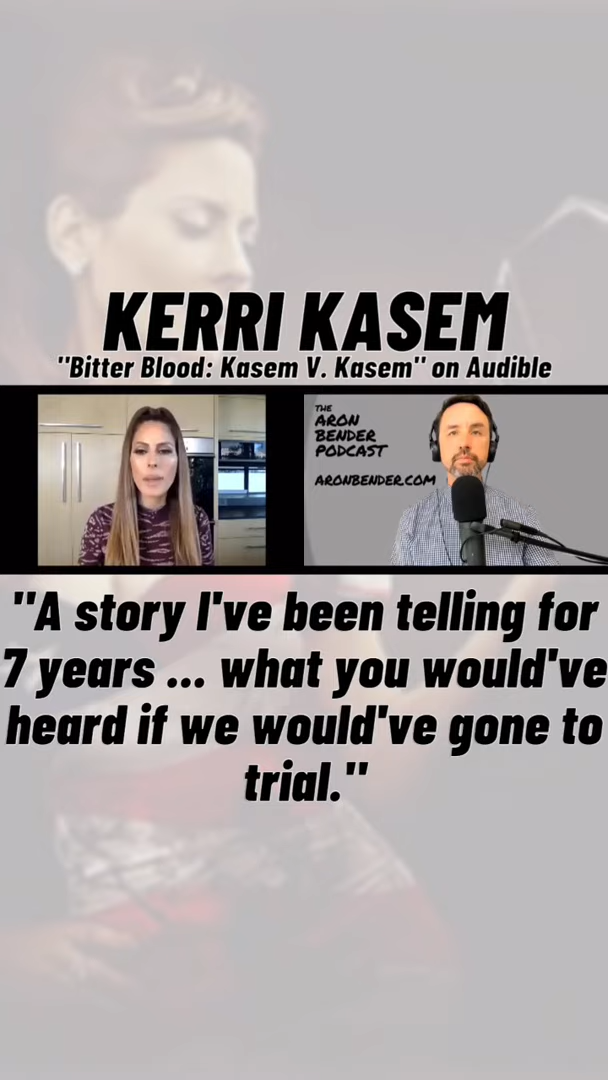 KERRI KASEM
"Bitter Blood: Kasem V. Kasem" on Audible
THE
ARON
BENDER
PODCAST
ARONBENDER.COM
"A story I've been telling for
7 years ... what you would've
heard if we would've gone to
trial."